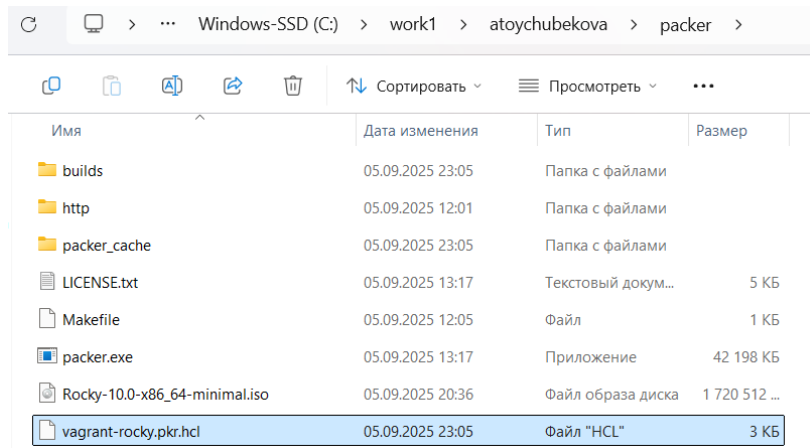 Windows-SSD (C:) > work1 > atoychubekova > packer >
Сортировать Просмотреть
Имя Дата изменения Тип Размер
builds 05.09.2025 23:05 Папка с файлами
http 05.09.2025 12:01 Папка с файлами
packer_cache 05.09.2025 23:05 Папка с файлами
LICENSE.txt 05.09.2025 13:17 Текстовый докум... 5 КБ
Makefile 05.09.2025 12:05 Файл 1 КБ
packer.exe 05.09.2025 13:17 Приложение 42 198 КБ
Rocky-10.0-x86_64-minimal.iso 05.09.2025 20:36 Файл образа диска 1 720 512 ...
vagrant-rocky.pkr.hcl 05.09.2025 23:05 Файл "HCL" 3 КБ